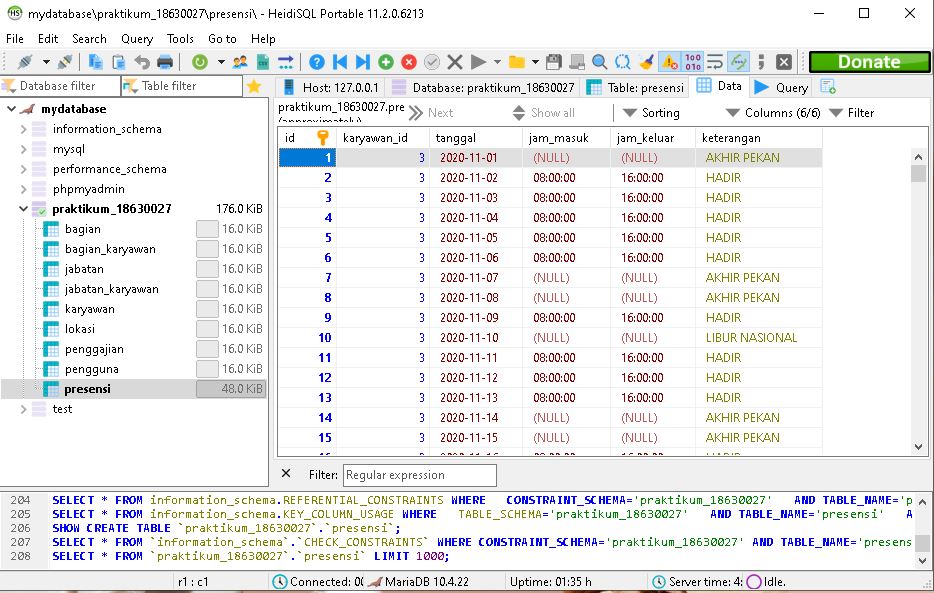 mydatabase\praktikum_18630027\presensi\ - HeidiSQL Portable 11.2.0.6213
File Edit Search Query Tools Go to Help
Donate
Database filter Table filter
Host: 127.0.0.1 Database: praktikum_18630027 Table: presensi Data Query
mydatabase
information_schema
mysql
performance_schema
phpmyadmin
praktikum_18630027 176.0 KiB
bagian 16.0 KiB
bagian_karyawan 16.0 KiB
jabatan 16.0 KiB
jabatan_karyawan 16.0 KiB
karyawan 16.0 KiB
lokasi 16.0 KiB
penggajian 16.0 KiB
pengguna 16.0 KiB
presensi 48.0 KiB
test
praktikum_18630027.pre Next Show all Sorting Columns (6/6) Filter
(approximately)
id karyawan_id tanggal jam_masuk jam_keluar keterangan
1 3 2020-11-01 (NULL) (NULL) AKHIR PEKAN
2 3 2020-11-02 08:00:00 16:00:00 HADIR
3 3 2020-11-03 08:00:00 16:00:00 HADIR
4 3 2020-11-04 08:00:00 16:00:00 HADIR
5 3 2020-11-05 08:00:00 16:00:00 HADIR
6 3 2020-11-06 08:00:00 16:00:00 HADIR
7 3 2020-11-07 (NULL) (NULL) AKHIR PEKAN
8 3 2020-11-08 (NULL) (NULL) AKHIR PEKAN
9 3 2020-11-09 08:00:00 16:00:00 HADIR
10 3 2020-11-10 (NULL) (NULL) LIBUR NASIONAL
11 3 2020-11-11 08:00:00 16:00:00 HADIR
12 3 2020-11-12 08:00:00 16:00:00 HADIR
13 3 2020-11-13 08:00:00 16:00:00 HADIR
14 3 2020-11-14 (NULL) (NULL) AKHIR PEKAN
15 3 2020-11-15 (NULL) (NULL) AKHIR PEKAN
Filter: Regular expression
204 SELECT * FROM information_schema.REFERENTIAL_CONSTRAINTS WHERE CONSTRAINT_SCHEMA='praktikum_18630027' AND TABLE_NAME='p
205 SELECT * FROM information_schema.KEY_COLUMN_USAGE WHERE TABLE_SCHEMA='praktikum_18630027' AND TABLE_NAME='presensi' A
206 SHOW CREATE TABLE `praktikum_18630027`.`presensi`;
207 SELECT * FROM `information_schema`.`CHECK_CONSTRAINTS` WHERE CONSTRAINT_SCHEMA='praktikum_18630027' AND TABLE_NAME='presens
208 SELECT * FROM `praktikum_18630027`.`presensi` LIMIT 1000;
r1 : c1 Connected: 00 MariaDB 10.4.22 Uptime: 01:35 h Server time: 4: Idle.